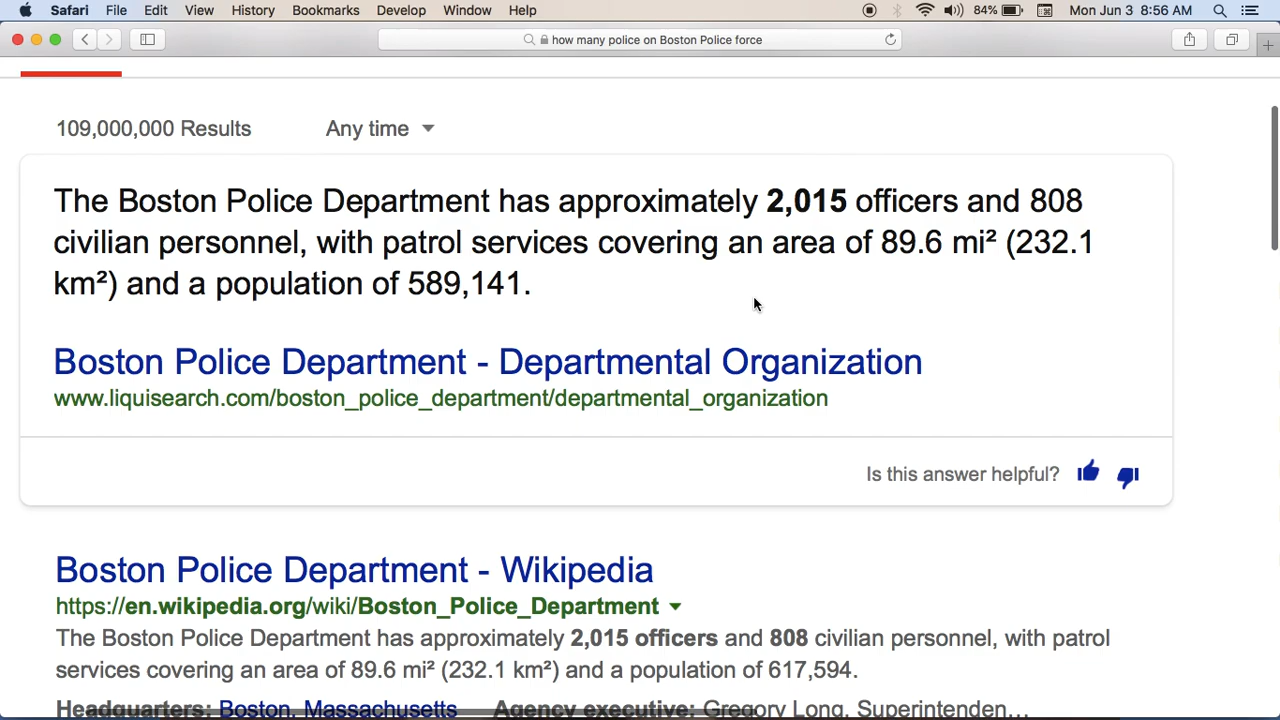 Safari File Edit View History Bookmarks Develop Window Help 84% Mon Jun 3 8:56 AM
how many police on Boston Police force
109,000,000 Results Any time
The Boston Police Department has approximately 2,015 officers and 808
civilian personnel, with patrol services covering an area of 89.6 mi² (232.1
km²) and a population of 589,141.
Boston Police Department - Departmental Organization
www.liquisearch.com/boston_police_department/departmental_organization
Is this answer helpful?
Boston Police Department - Wikipedia
https://en.wikipedia.org/wiki/Boston_Police_Department
The Boston Police Department has approximately 2,015 officers and 808 civilian personnel, with patrol
services covering an area of 89.6 mi² (232.1 km²) and a population of 617,594.
Headquarters: Boston, Massachusetts Agency executive: Gregory Long, Superintenden...